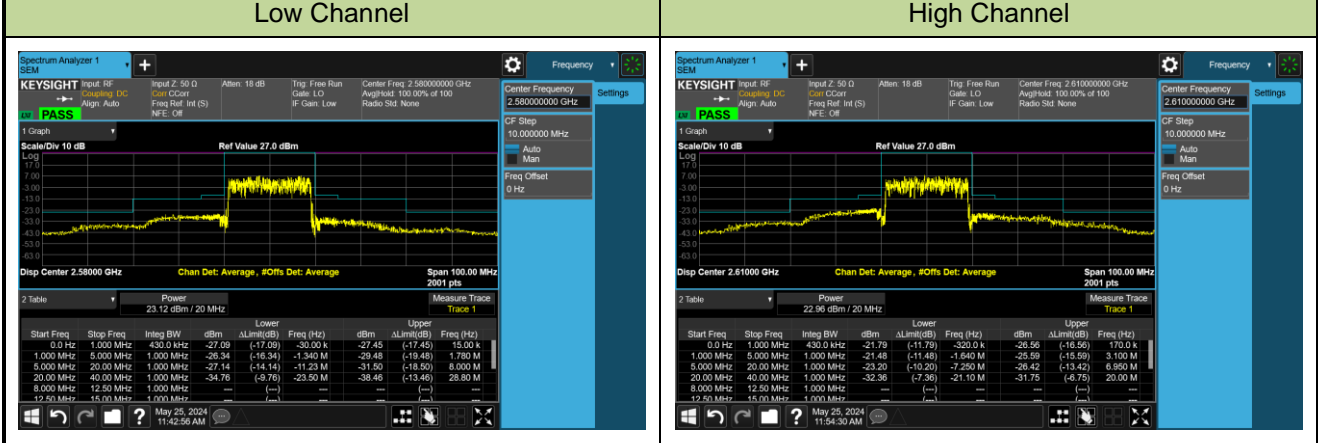 Low Channel
High Channel
Spectrum Analyzer 1
SEM
Frequency
KEYSIGHT
Input: RF
Coupling: DC
Align: Auto
Input Z: 50 Ω
Corr CCorr
Freq Ref: Int (S)
NFE: Off
Atten: 18 dB
Trig: Free Run
Gate: LO
IF Gain: Low
Center Freq: 2.580000000 GHz
Avg|Hold: 100.00% of 100
Radio Std: None
PASS
Center Frequency
2.580000000 GHz
Settings
CF Step
10.000000 MHz
Auto
Man
Freq Offset
0 Hz
1 Graph
Scale/Div 10 dB
Ref Value 27.0 dBm
Log
17.0
7.00
-3.00
-13.0
-23.0
-33.0
-43.0
-53.0
-63.0
Disp Center 2.58000 GHz
Chan Det: Average, #Offs Det: Average
Span 100.00 MHz
2001 pts
2 Table
Power
23.12 dBm / 20 MHz
Measure Trace
Trace 1
Lower Upper
Start Freq Stop Freq Integ BW dBm ΔLimit(dB) Freq (Hz) dBm ΔLimit(dB) Freq (Hz)
0.0 Hz 1.000 MHz 430.0 kHz -27.09 (-17.09) -30.00 k -27.45 (-17.45) 15.00 k
1.000 MHz 5.000 MHz 1.000 MHz -26.34 (-16.34) -1.340 M -29.48 (-19.48) 1.780 M
5.000 MHz 20.00 MHz 1.000 MHz -27.14 (-14.14) -11.23 M -31.50 (-18.50) 8.000 M
20.00 MHz 40.00 MHz 1.000 MHz -34.76 (-9.76) -23.50 M -38.46 (-13.46) 28.80 M
8.000 MHz 12.50 MHz 1.000 MHz --- (---) --- (---)
12.50 MHz 15.00 MHz 1.000 MHz --- (---) --- (---)
May 25, 2024
11:42:56 AM
Spectrum Analyzer 1
SEM
Frequency
KEYSIGHT
Input: RF
Coupling: DC
Align: Auto
Input Z: 50 Ω
Corr CCorr
Freq Ref: Int (S)
NFE: Off
Atten: 18 dB
Trig: Free Run
Gate: LO
IF Gain: Low
Center Freq: 2.610000000 GHz
Avg|Hold: 100.00% of 100
Radio Std: None
PASS
Center Frequency
2.610000000 GHz
Settings
CF Step
10.000000 MHz
Auto
Man
Freq Offset
0 Hz
1 Graph
Scale/Div 10 dB
Ref Value 27.0 dBm
Log
17.0
7.00
-3.00
-13.0
-23.0
-33.0
-43.0
-53.0
-63.0
Disp Center 2.61000 GHz
Chan Det: Average, #Offs Det: Average
Span 100.00 MHz
2001 pts
2 Table
Power
22.96 dBm / 20 MHz
Measure Trace
Trace 1
Lower Upper
Start Freq Stop Freq Integ BW dBm ΔLimit(dB) Freq (Hz) dBm ΔLimit(dB) Freq (Hz)
0.0 Hz 1.000 MHz 430.0 kHz -21.79 (-11.79) -320.0 k -26.56 (-16.56) 170.0 k
1.000 MHz 5.000 MHz 1.000 MHz -21.48 (-11.48) -1.640 M -25.59 (-15.59) 3.100 M
5.000 MHz 20.00 MHz 1.000 MHz -23.20 (-10.20) -7.250 M -26.42 (-13.42) 6.950 M
20.00 MHz 40.00 MHz 1.000 MHz -32.36 (-7.36) -21.10 M -31.75 (-6.75) 20.00 M
8.000 MHz 12.50 MHz 1.000 MHz --- (---) --- (---)
12.50 MHz 15.00 MHz 1.000 MHz --- (---) --- (---)
May 25, 2024
11:54:30 AM